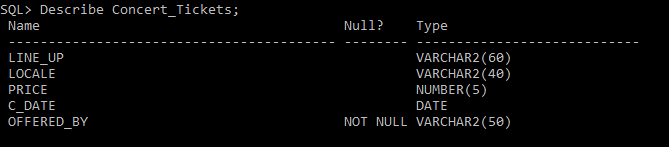 SQL> Describe Concert_Tickets;
Name Null? Type
----------------------------------------- -------- ----------------------------
LINE_UP VARCHAR2(60)
LOCALE VARCHAR2(40)
PRICE NUMBER(5)
C_DATE DATE
OFFERED_BY NOT NULL VARCHAR2(50)